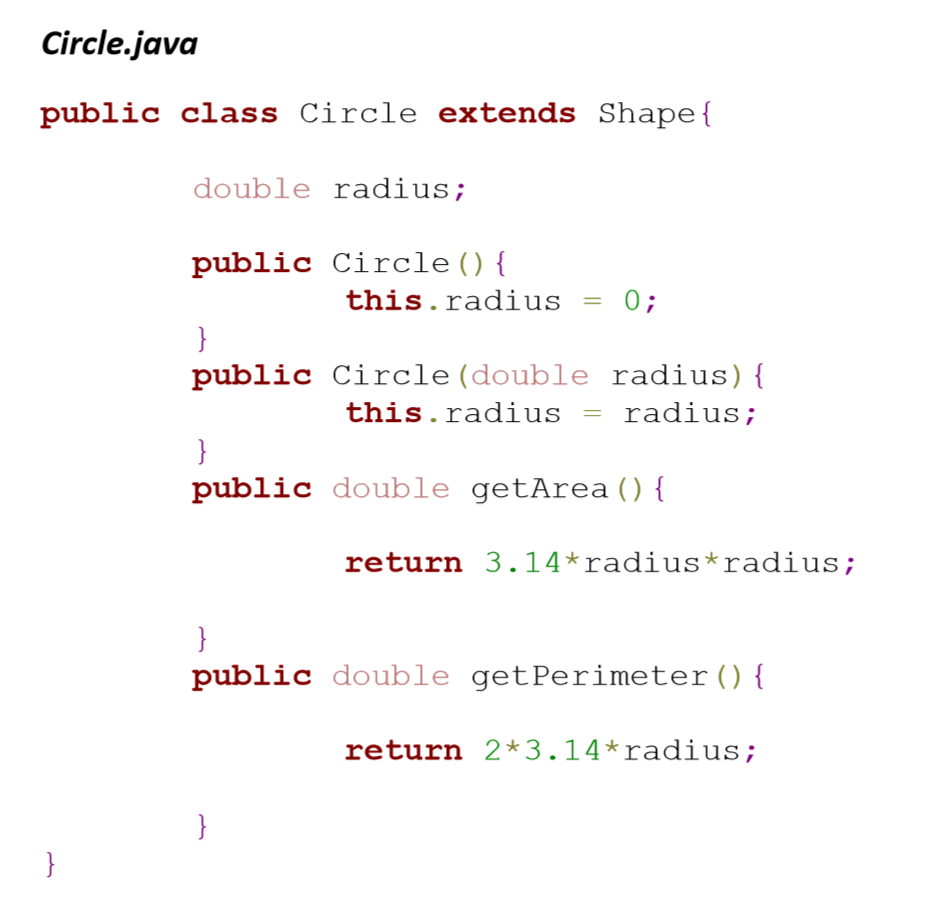 Circle.java
public class Circle extends Shape{
double radius;
public Circle(){
this.radius = 0;
}
public Circle(double radius){
this.radius = radius;
}
public double getArea(){
return 3.14*radius*radius;
}
public double getPerimeter(){
return 2*3.14*radius;
}
}